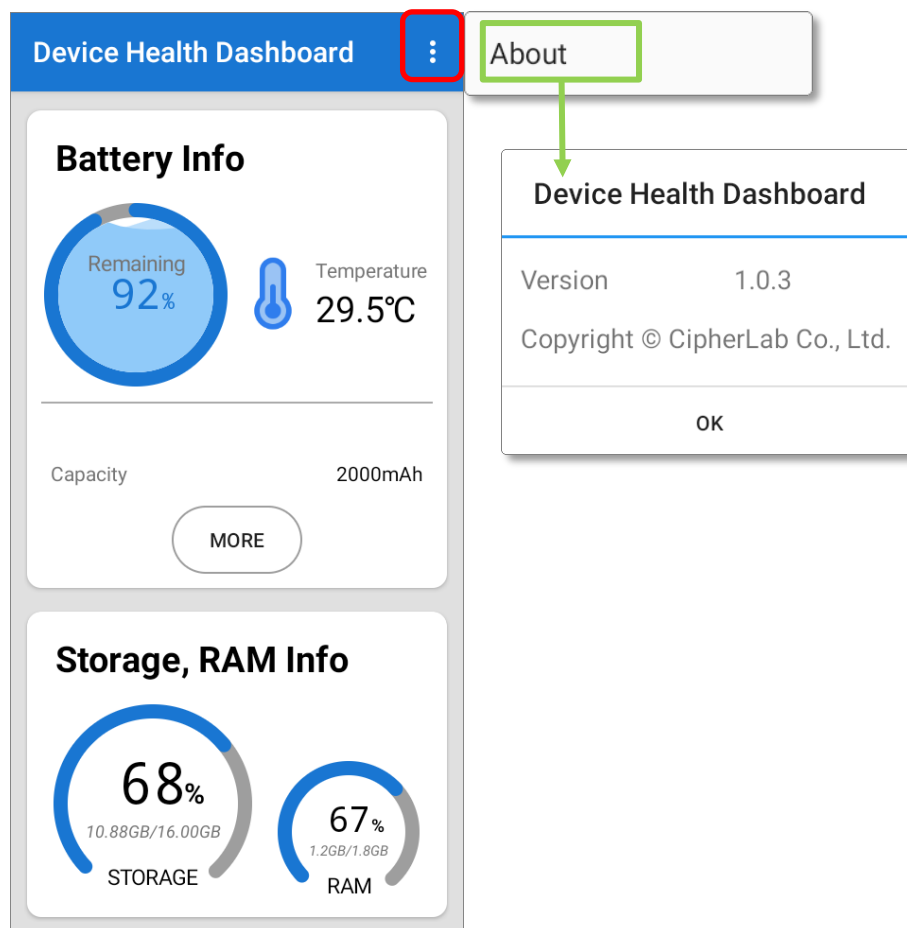 Device Health Dashboard
About
Battery Info
Remaining
92%
Temperature
29.5℃
Capacity 2000mAh
MORE
Storage, RAM Info
68%
10.88GB/16.00GB
STORAGE
67%
1.2GB/1.8GB
RAM
Device Health Dashboard
Version 1.0.3
Copyright © CipherLab Co., Ltd.
OK